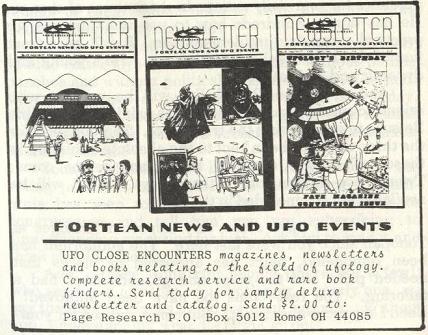 NEWSLETTER
FORTEAN NEWS AND UFO EVENTS
NEWSLETTER
FORTEAN NEWS AND UFO EVENTS
NEWSLETTER
FORTEAN NEWS AND UFO EVENTS
UFOLOGY'S BIRTHDAY
FATE MAGAZINE
CONVENTION ISSUE
FORTEAN NEWS AND UFO EVENTS
UFO CLOSE ENCOUNTERS magazines, newsletters
and books relating to the field of ufology.
Complete research service and rare book
finders. Send today for samply deluxe
newsletter and catalog. Send $2.00 to:
Page Research P.O. Box 5012 Rome OH 44085